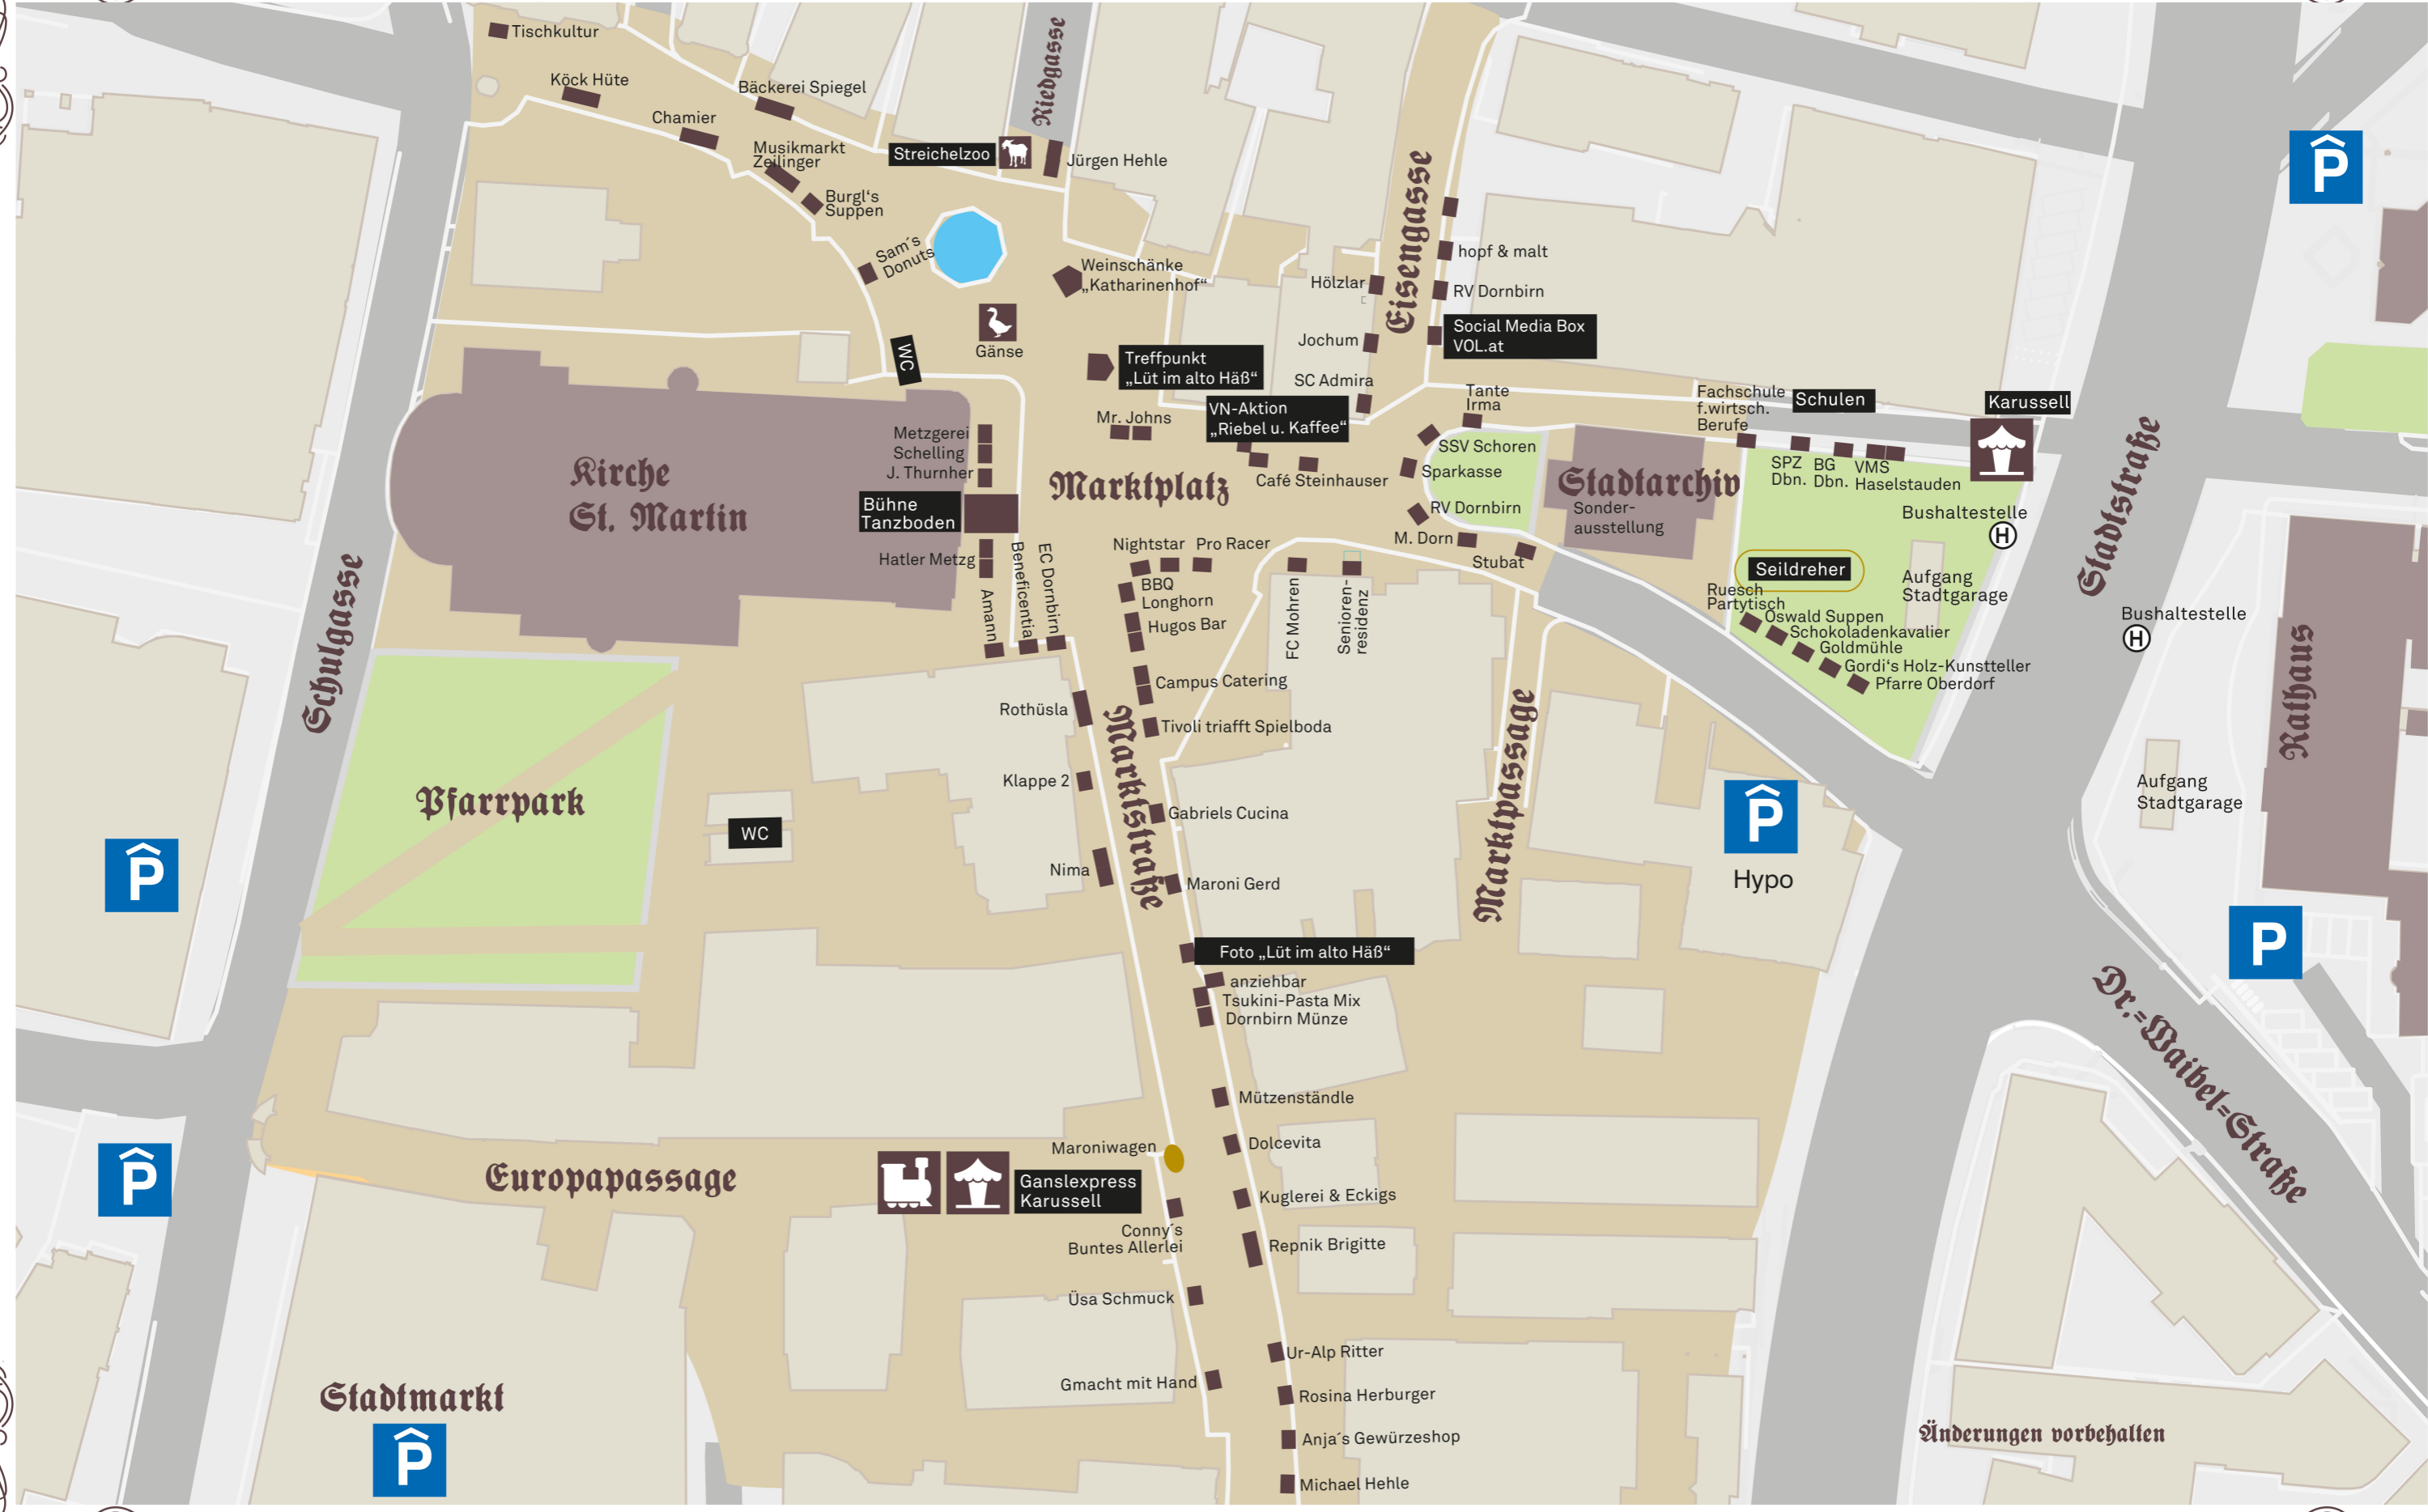 Tischkultur
Köck Hüte
Chamier
Bäckerei Spiegel
Musikmarkt
Zeilinger
Burgl's
Suppen
Sam´s
Donuts
Streichelzoo
Riedgasse
Jürgen Hehle
Weinschänke
„Katharinenhof“
Gänse
WC
Treffpunkt
„Lüt im alto Häß“
Mr. Johns
VN-Aktion
„Riebel u. Kaffee“
Café Steinhauser
Eisengasse
hopf & malt
Hölzlar
RV Dornbirn
Jochum
Social Media Box
VOL.at
SC Admira
Tante
Irma
SSV Schoren
Sparkasse
RV Dornbirn
M. Dorn
Stubat
Stadtarchiv
Sonder-
ausstellung
Fachschule
f.wirtsch.
Berufe
Schulen
Karussell
SPZ
Dbn.
BG
Dbn.
VMS
Haselstauden
Bushaltestelle
H
Seildreher
Aufgang
Stadtgarage
Ruesch
Partytisch
Oswald Suppen
Schokoladenkavalier
Goldmühle
Gordi's Holz-Kunstteller
Pfarre Oberdorf
Stadtstraße
P
Bushaltestelle
H
Rathaus
Aufgang
Stadtgarage
P
Dr.=Waibel=Straße
Kirche
St. Martin
Metzgerei
Schelling
J. Thurnher
Bühne
Tanzboden
Hatler Metzg
Amann
Beneficentia
EC Dornbirn
Marktplatz
Nightstar
Pro Racer
BBQ
Longhorn
Hugos Bar
FC Mohren
Senioren-
residenz
Campus Catering
Tivoli triafft Spielboda
Rothüsla
Klappe 2
Nima
Marktstraße
Gabriels Cucina
Maroni Gerd
Marktpassage
P
Hypo
Foto „Lüt im alto Häß“
anziehbar
Tsukini-Pasta Mix
Dornbirn Münze
Mützenständle
Dolcevita
Kuglerei & Eckigs
Repnik Brigitte
Ur-Alp Ritter
Rosina Herburger
Anja´s Gewürzeshop
Michael Hehle
Maroniwagen
Ganslexpress
Karussell
Conny´s
Buntes Allerlei
Üsa Schmuck
Gmacht mit Hand
Schulgasse
Pfarrpark
WC
P
P
Europapassage
Stadtmarkt
P
Änderungen vorbehalten